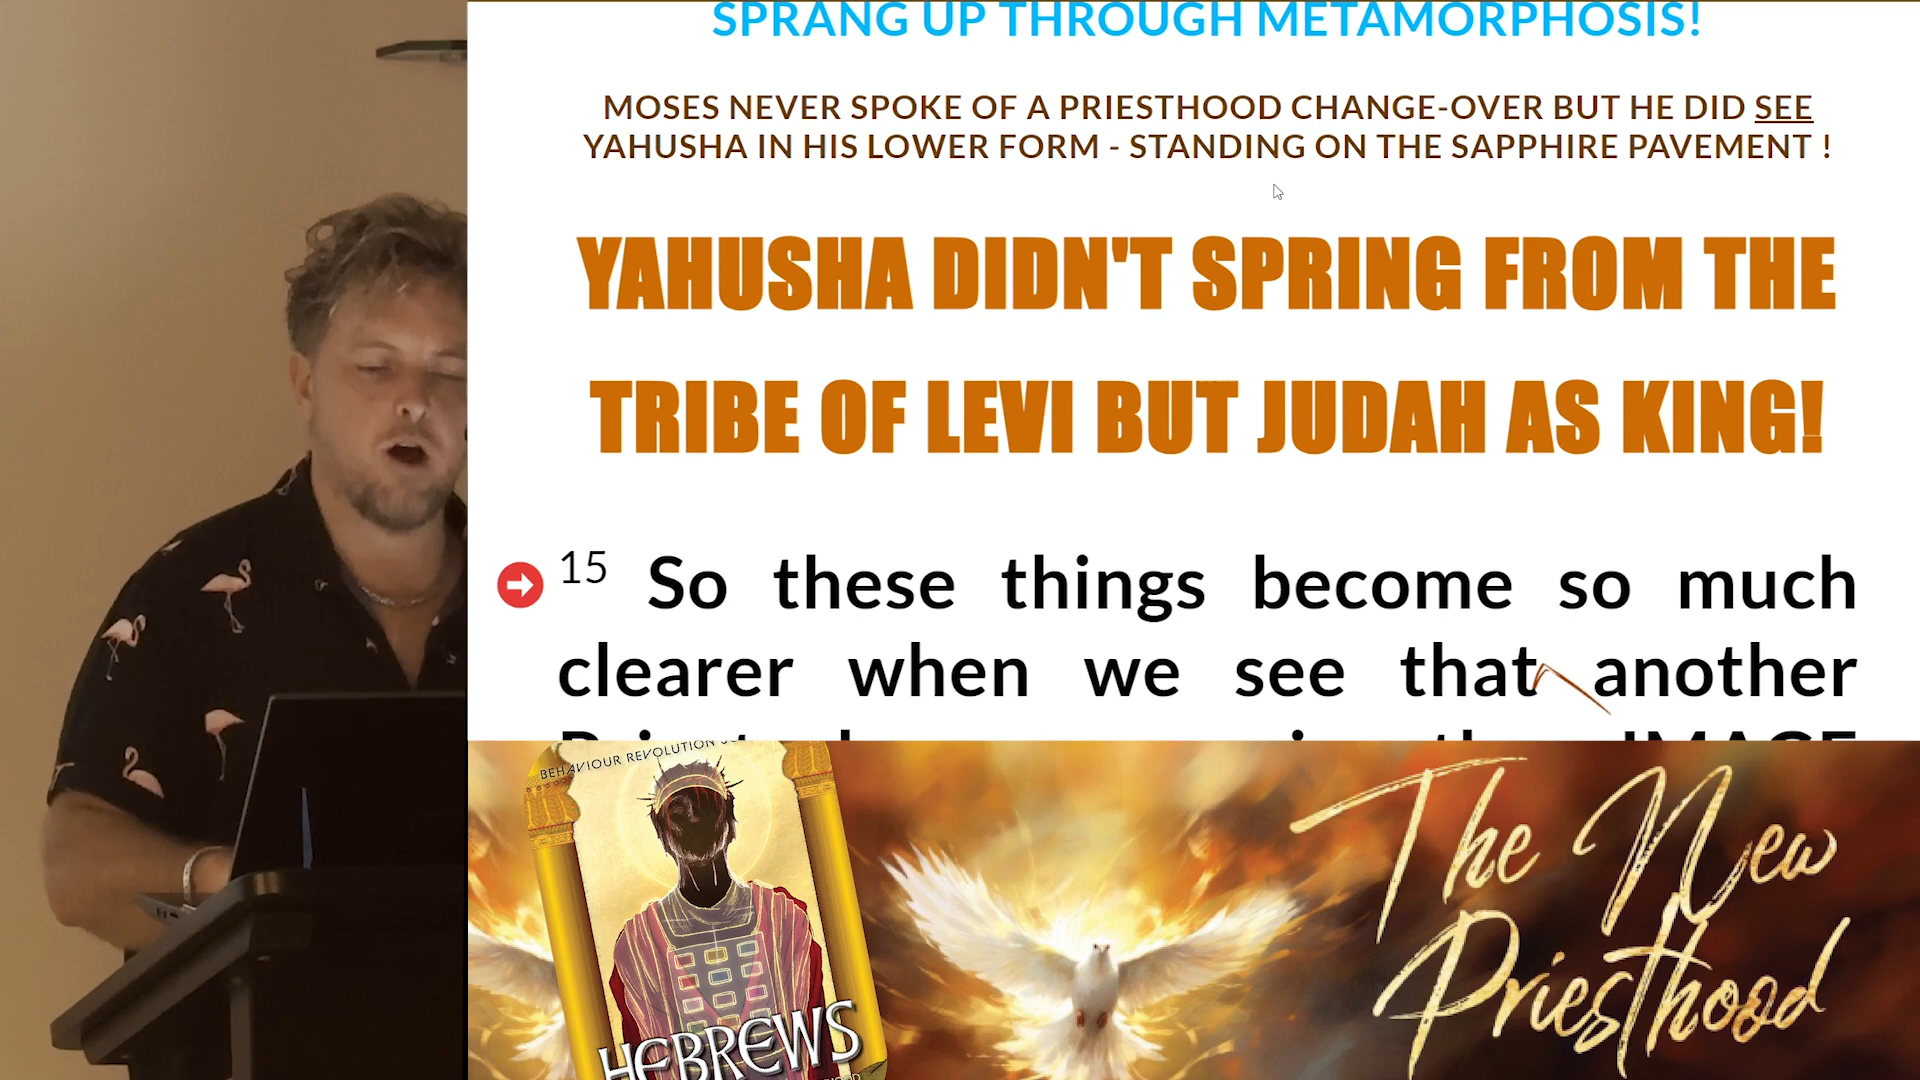 SPRANG UP THROUGH METAMORPHOSIS!
MOSES NEVER SPOKE OF A PRIESTHOOD CHANGE-OVER BUT HE DID SEE
YAHUSHA IN HIS LOWER FORM - STANDING ON THE SAPPHIRE PAVEMENT !
YAHUSHA DIDN'T SPRING FROM THE
TRIBE OF LEVI BUT JUDAH AS KING!
15 So these things become so much
clearer when we see that another
BEHAVIOUR REVOLUTION
HEBREWS
The New
Priesthood